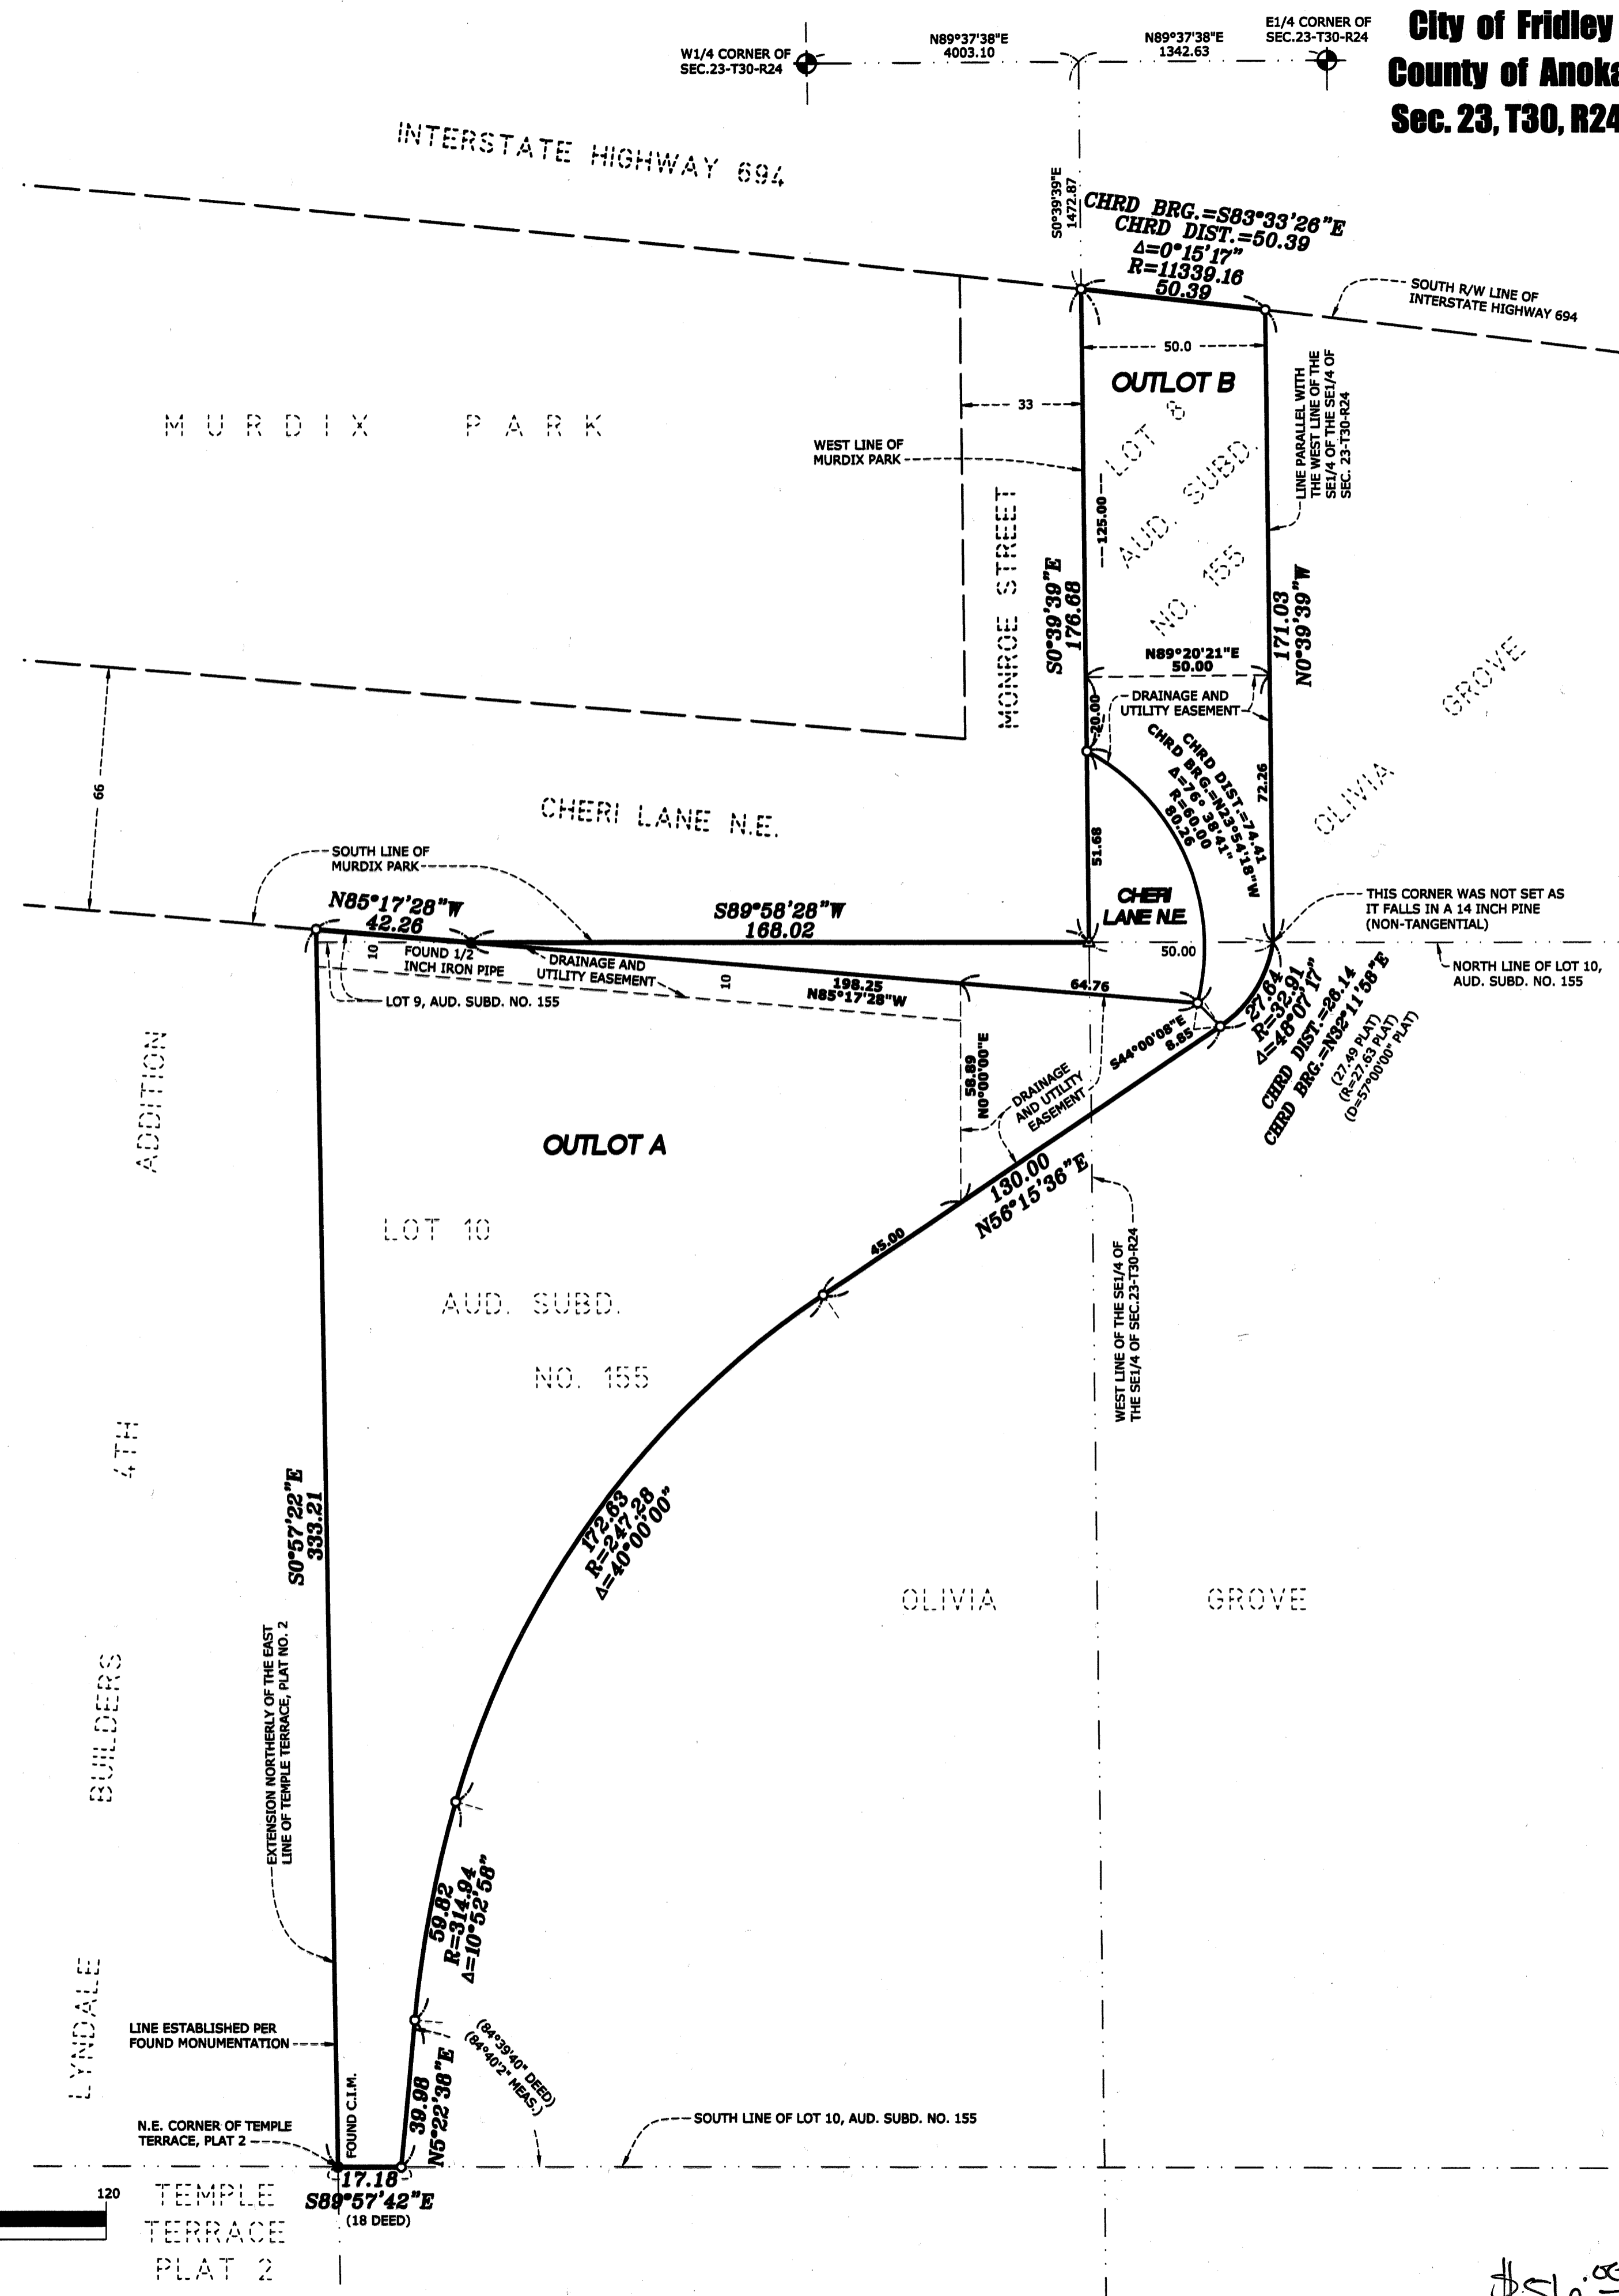 City of Fridley
County of Anoka
Sec. 23, T30, R24
W1/4 CORNER OF
SEC.23-T30-R24
N89°37'38"E
4003.10
N89°37'38"E
1342.63
E1/4 CORNER OF
SEC.23-T30-R24
INTERSTATE HIGHWAY 694
S0°39'39"E
1472.87
CHRD BRG.=S83°33'26"E
CHRD DIST.=50.39
Δ=0°15'17"
R=11339.16
50.39
SOUTH R/W LINE OF
INTERSTATE HIGHWAY 694
50.0
OUTLOT B
33
MURDIX PARK
WEST LINE OF
MURDIX PARK
LOT 8
AUD. SUBD.
NO. 155
LINE PARALLEL WITH
THE WEST LINE OF THE
SE1/4 OF THE SE1/4 OF
SEC. 23-T30-R24
125.00
MONROE STREET
S0°39'39"E
176.68
171.03
N0°39'39"W
N89°20'21"E
50.00
DRAINAGE AND
UTILITY EASEMENT
20.00
CHRD DIST.=74.41
CHRD BRG.=N23°54'18"W
Δ=76°38'41"
R=60.00
80.26
72.26
OLIVIA GROVE
66
CHERI LANE N.E.
51.68
SOUTH LINE OF
MURDIX PARK
N85°17'28"W
42.26
S89°58'28"W
168.02
CHERI
LANE N.E.
50.00
THIS CORNER WAS NOT SET AS
IT FALLS IN A 14 INCH PINE
(NON-TANGENTIAL)
NORTH LINE OF LOT 10,
AUD. SUBD. NO. 155
10
FOUND 1/2
INCH IRON PIPE
DRAINAGE AND
UTILITY EASEMENT
10
198.25
N85°17'28"W
64.76
LOT 9, AUD. SUBD. NO. 155
S44°00'08"E
8.85
27.64
R=32.91
Δ=48°07'17"
CHRD DIST.=26.14
CHRD BRG.=N32°11'58"E
(27.49 PLAT)
(R=27.63 PLAT)
(D=57°00'00" PLAT)
58.89
N0°00'00"E
DRAINAGE
AND UTILITY
EASEMENT
OUTLOT A
130.00
N56°15'36"E
45.00
LOT 10
AUD. SUBD.
NO. 155
WEST LINE OF THE SE1/4 OF
THE SE1/4 OF SEC.23-T30-R24
LYNDALE BUILDERS 4TH ADDITION
S0°57'22"E
333.21
172.63
R=247.28
Δ=40°00'00"
OLIVIA GROVE
EXTENSION NORTHERLY OF THE EAST
LINE OF TEMPLE TERRACE, PLAT NO. 2
59.82
R=314.94
Δ=10°52'58"
LINE ESTABLISHED PER
FOUND MONUMENTATION
(84°39'40" DEED)
(84°40'2" MEAS.)
39.98
N5°22'38"E
FOUND C.I.M.
N.E. CORNER OF TEMPLE
TERRACE, PLAT 2
SOUTH LINE OF LOT 10, AUD. SUBD. NO. 155
17.18
S89°57'42"E
(18 DEED)
120
TEMPLE
TERRACE
PLAT 2